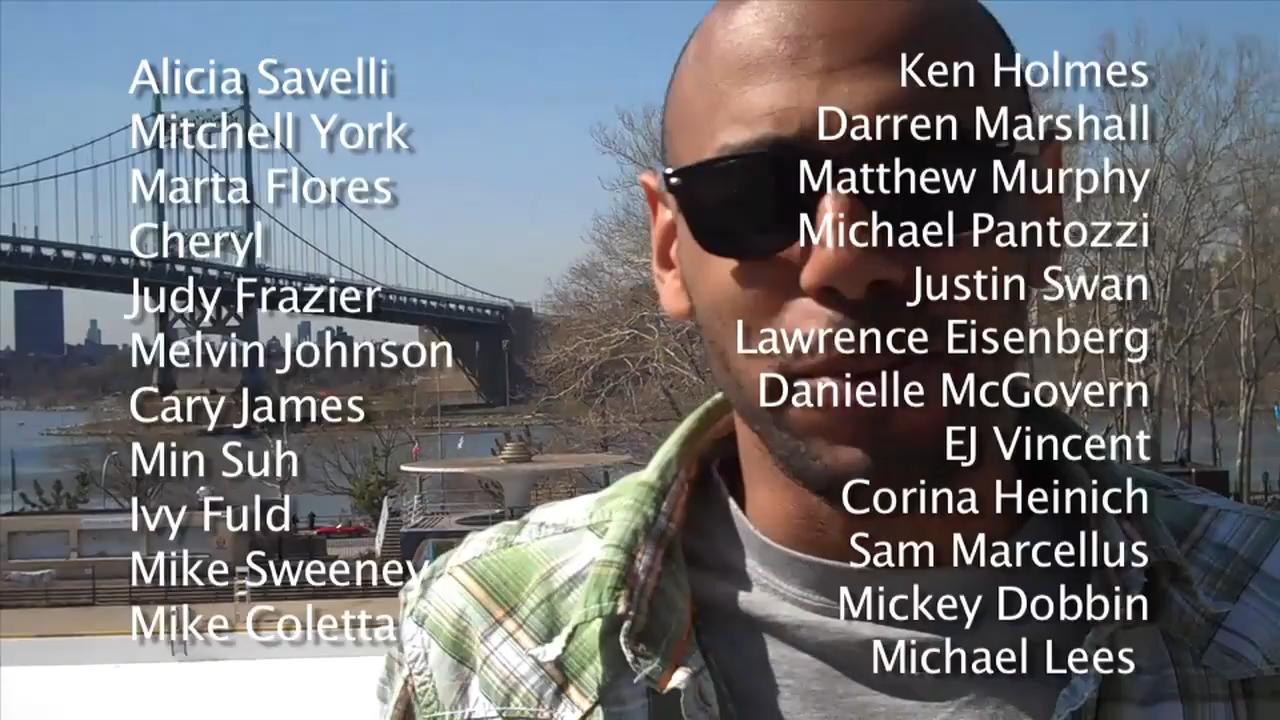 Alicia Savelli
Mitchell York
Marta Flores
Cheryl
Judy Frazier
Melvin Johnson
Cary James
Min Suh
Ivy Fuld
Mike Sweeney
Mike Coletta
Ken Holmes
Darren Marshall
Matthew Murphy
Michael Pantozzi
Justin Swan
Lawrence Eisenberg
Danielle McGovern
EJ Vincent
Corina Heinich
Sam Marcellus
Mickey Dobbin
Michael Lees